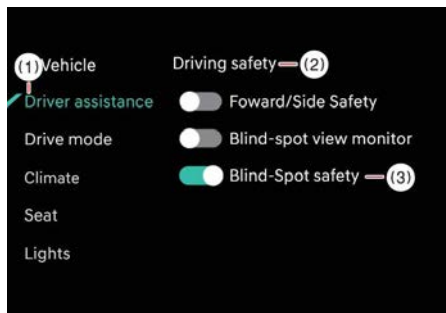 (1) Vehicle
Driver assistance
Drive mode
Climate
Seat
Lights
Driving safety (2)
Foward/Side Safety
Blind-spot view monitor
Blind-Spot safety (3)